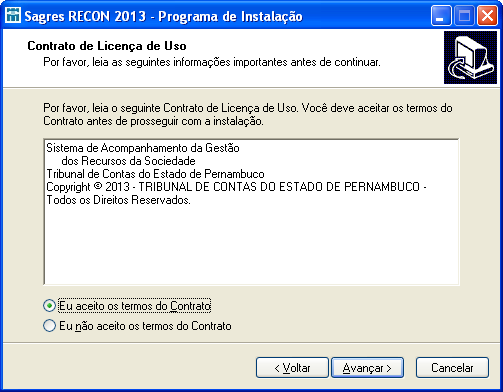 Sagres RECON 2013 - Programa de Instalação
Contrato de Licença de Uso
Por favor, leia as seguintes informações importantes antes de continuar.
Por favor, leia o seguinte Contrato de Licença de Uso. Você deve aceitar os termos do
Contrato antes de prosseguir com a instalação.
Sistema de Acompanhamento da Gestão
dos Recursos da Sociedade
Tribunal de Contas do Estado de Pernambuco
Copyright © 2013 - TRIBUNAL DE CONTAS DO ESTADO DE PERNAMBUCO -
Todos os Direitos Reservados.
Eu aceito os termos do Contrato
Eu não aceito os termos do Contrato
< Voltar
Avançar >
Cancelar